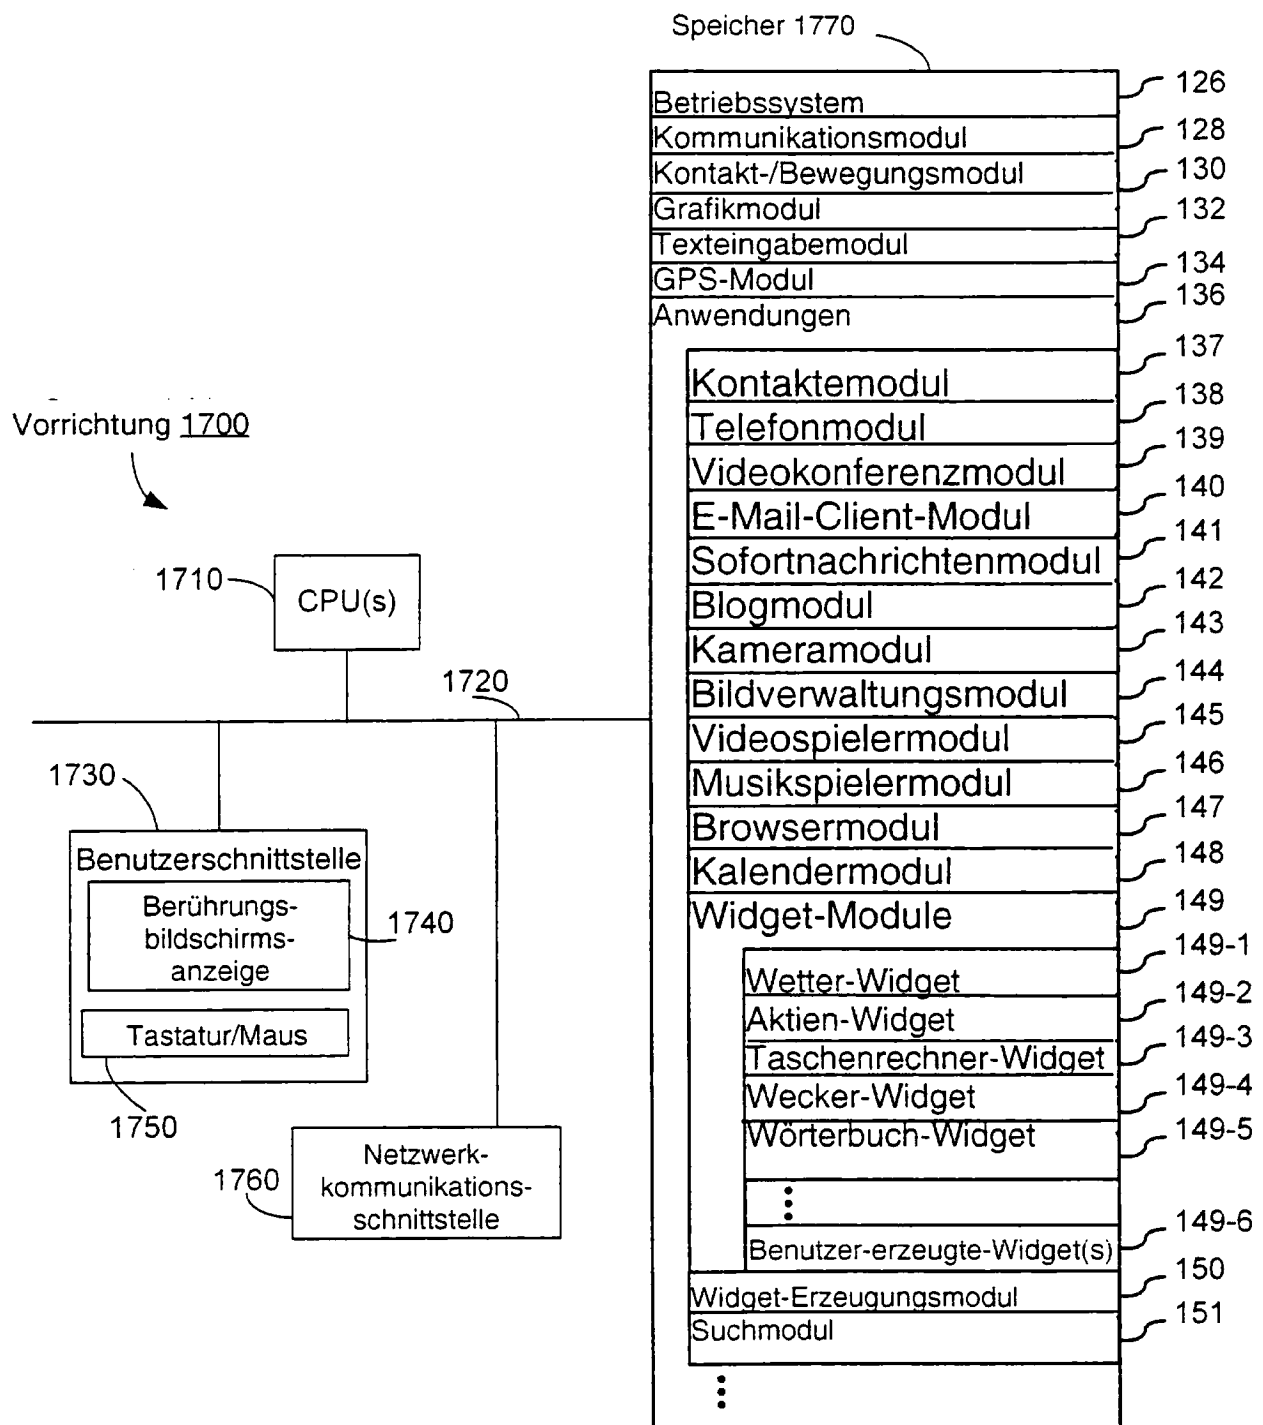 Speicher 1770
Betriebssystem
126
Kommunikationsmodul
128
Kontakt-/Bewegungsmodul
130
Grafikmodul
132
Texteingabemodul
134
GPS-Modul
136
Anwendungen
Kontaktemodul
137
Telefonmodul
138
Videokonferenzmodul
139
E-Mail-Client-Modul
140
Sofortnachrichtenmodul
141
Blogmodul
142
Kameramodul
143
Bildverwaltungsmodul
144
Videospielermodul
145
Musikspielermodul
146
Browsermodul
147
Kalendermodul
148
Widget-Module
149
Wetter-Widget
149-1
Aktien-Widget
149-2
Taschenrechner-Widget
149-3
Wecker-Widget
149-4
Wörterbuch-Widget
149-5
Benutzer-erzeugte-Widget(s)
149-6
Widget-Erzeugungsmodul
150
Suchmodul
151
Vorrichtung 1700
1710
CPU(s)
1720
1730
Benutzerschnittstelle
Berührungs-
bildschirms-
anzeige
1740
Tastatur/Maus
1750
1760
Netzwerk-
kommunikations-
schnittstelle